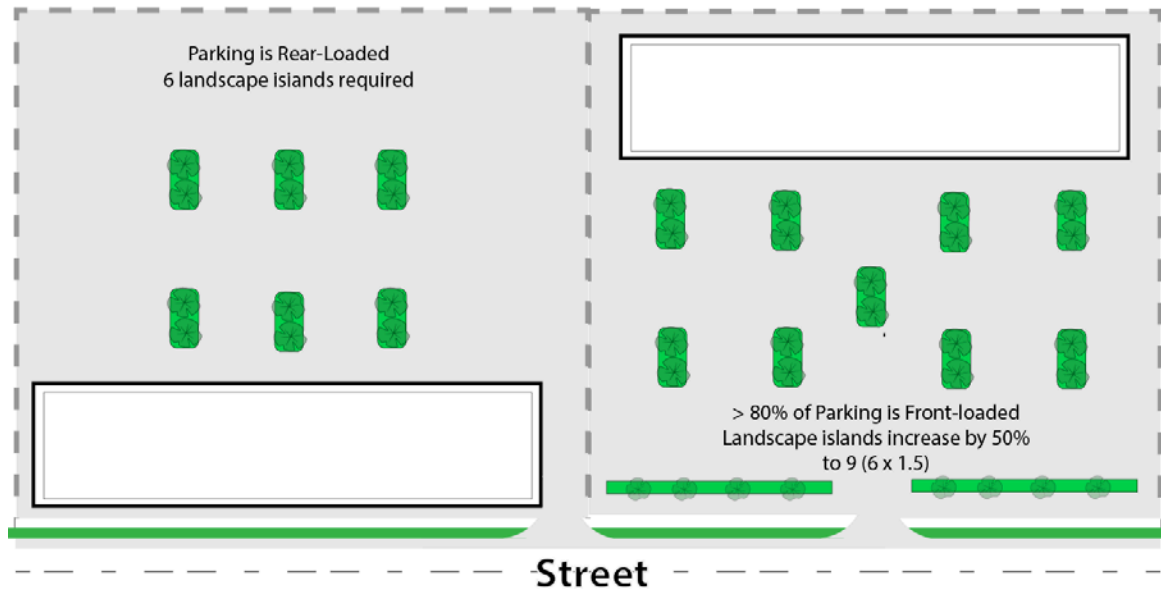 Parking is Rear-Loaded
6 landscape islands required
> 80% of Parking is Front-loaded
Landscape islands increase by 50%
to 9 (6 x 1.5)
Street